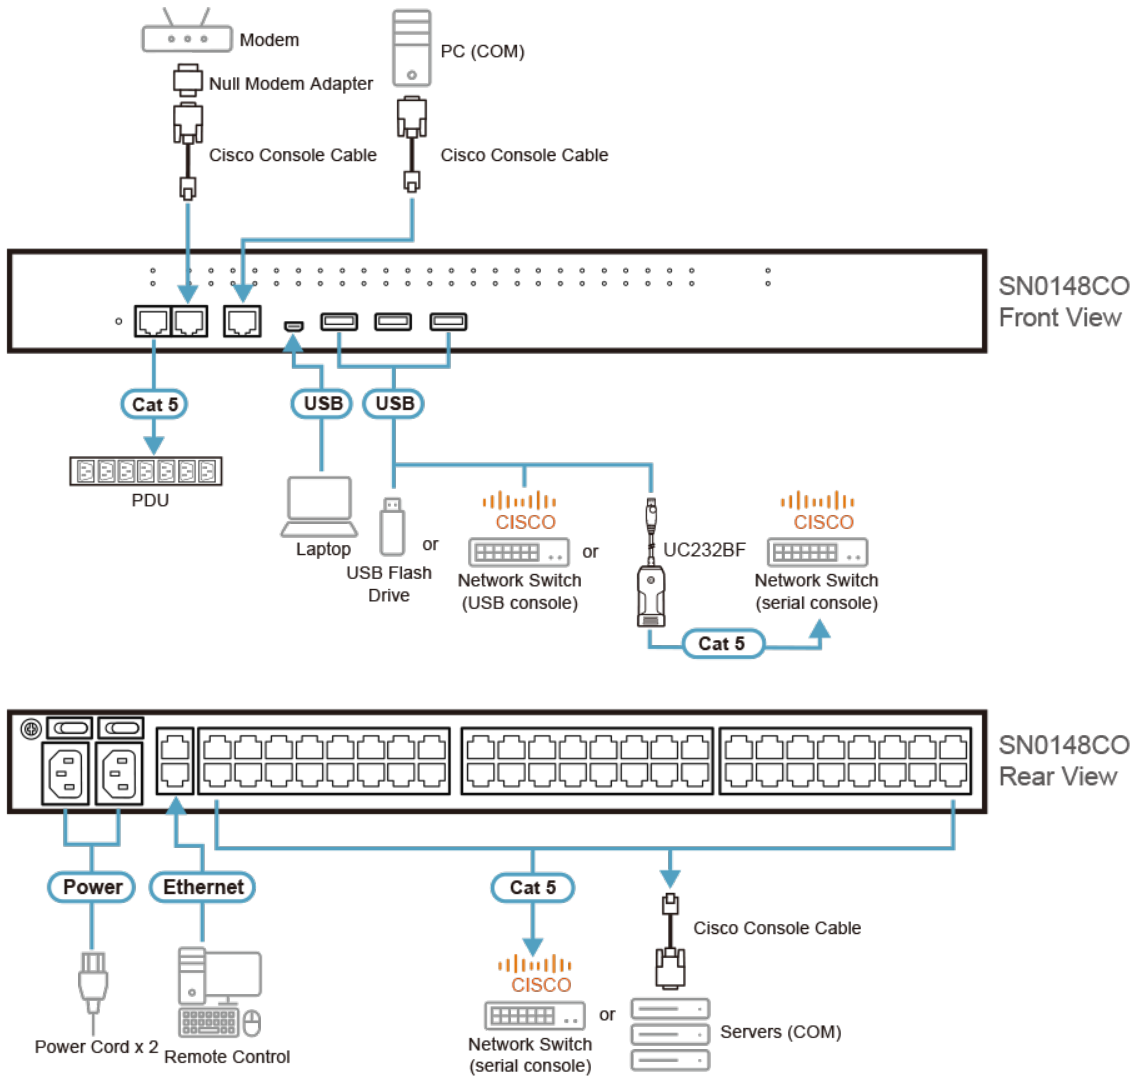 Modem
PC (COM)
Null Modem Adapter
Cisco Console Cable
Cisco Console Cable
SN0148CO
Front View
Cat 5
USB
USB
PDU
Laptop
USB Flash
Drive
or
CISCO
Network Switch
(USB console)
or
UC232BF
CISCO
Network Switch
(serial console)
Cat 5
SN0148CO
Rear View
Power
Ethernet
Cat 5
Cisco Console Cable
Power Cord x 2
Remote Control
CISCO
Network Switch
(serial console)
or
Servers (COM)